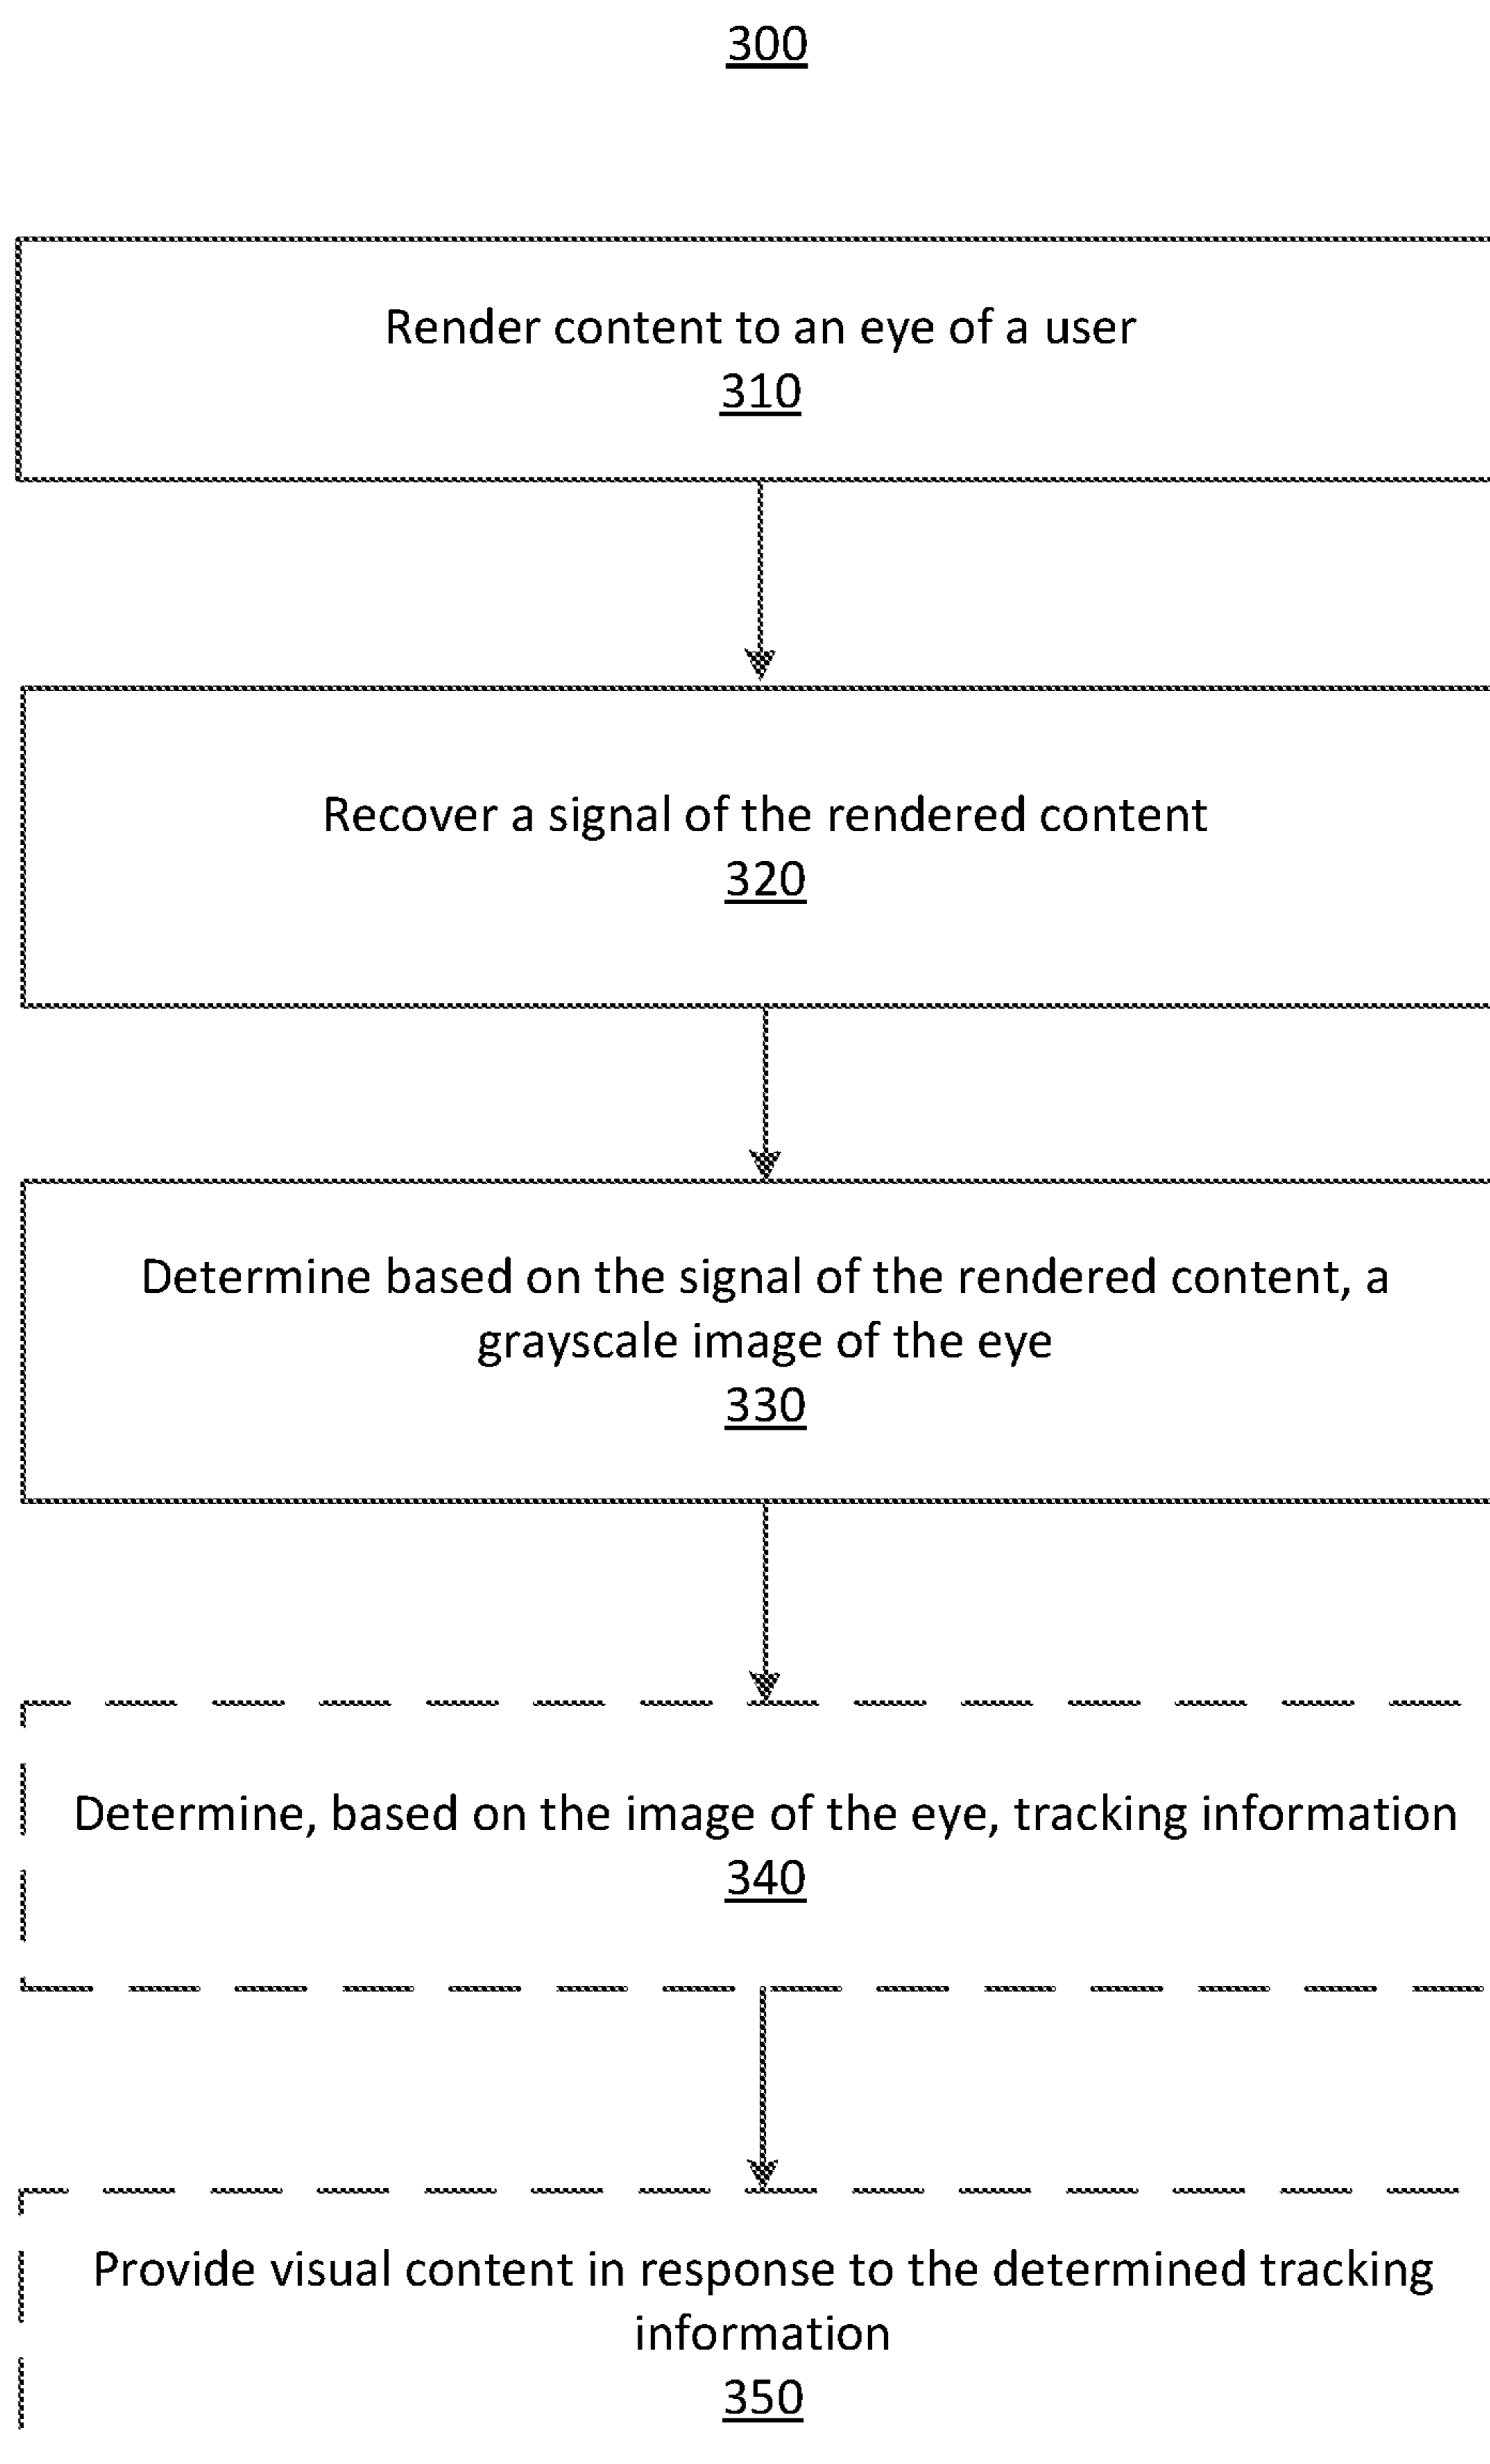 300
Render content to an eye of a user
310
Recover a signal of the rendered content
320
Determine based on the signal of the rendered content, a
grayscale image of the eye
330
Determine, based on the image of the eye, tracking information
340
Provide visual content in response to the determined tracking
information
350